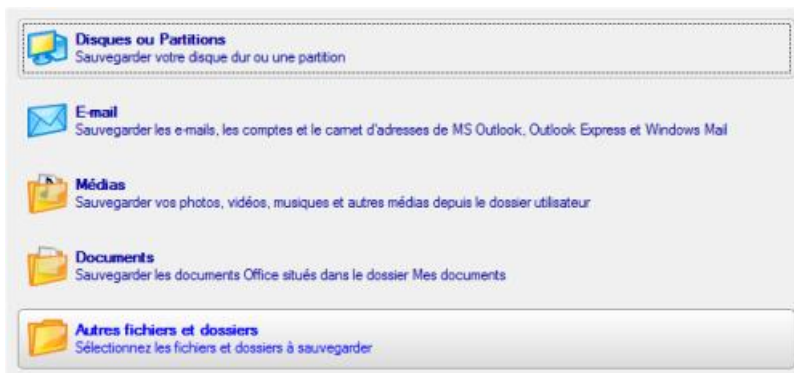 Disques ou Partitions
Sauvegarder votre disque dur ou une partition
E-mail
Sauvegarder les e-mails, les comptes et le carnet d'adresses de MS Outlook, Outlook Express et Windows Mail
Médias
Sauvegarder vos photos, vidéos, musiques et autres médias depuis le dossier utilisateur
Documents
Sauvegarder les documents Office situés dans le dossier Mes documents
Autres fichiers et dossiers
Sélectionnez les fichiers et dossiers à sauvegarder